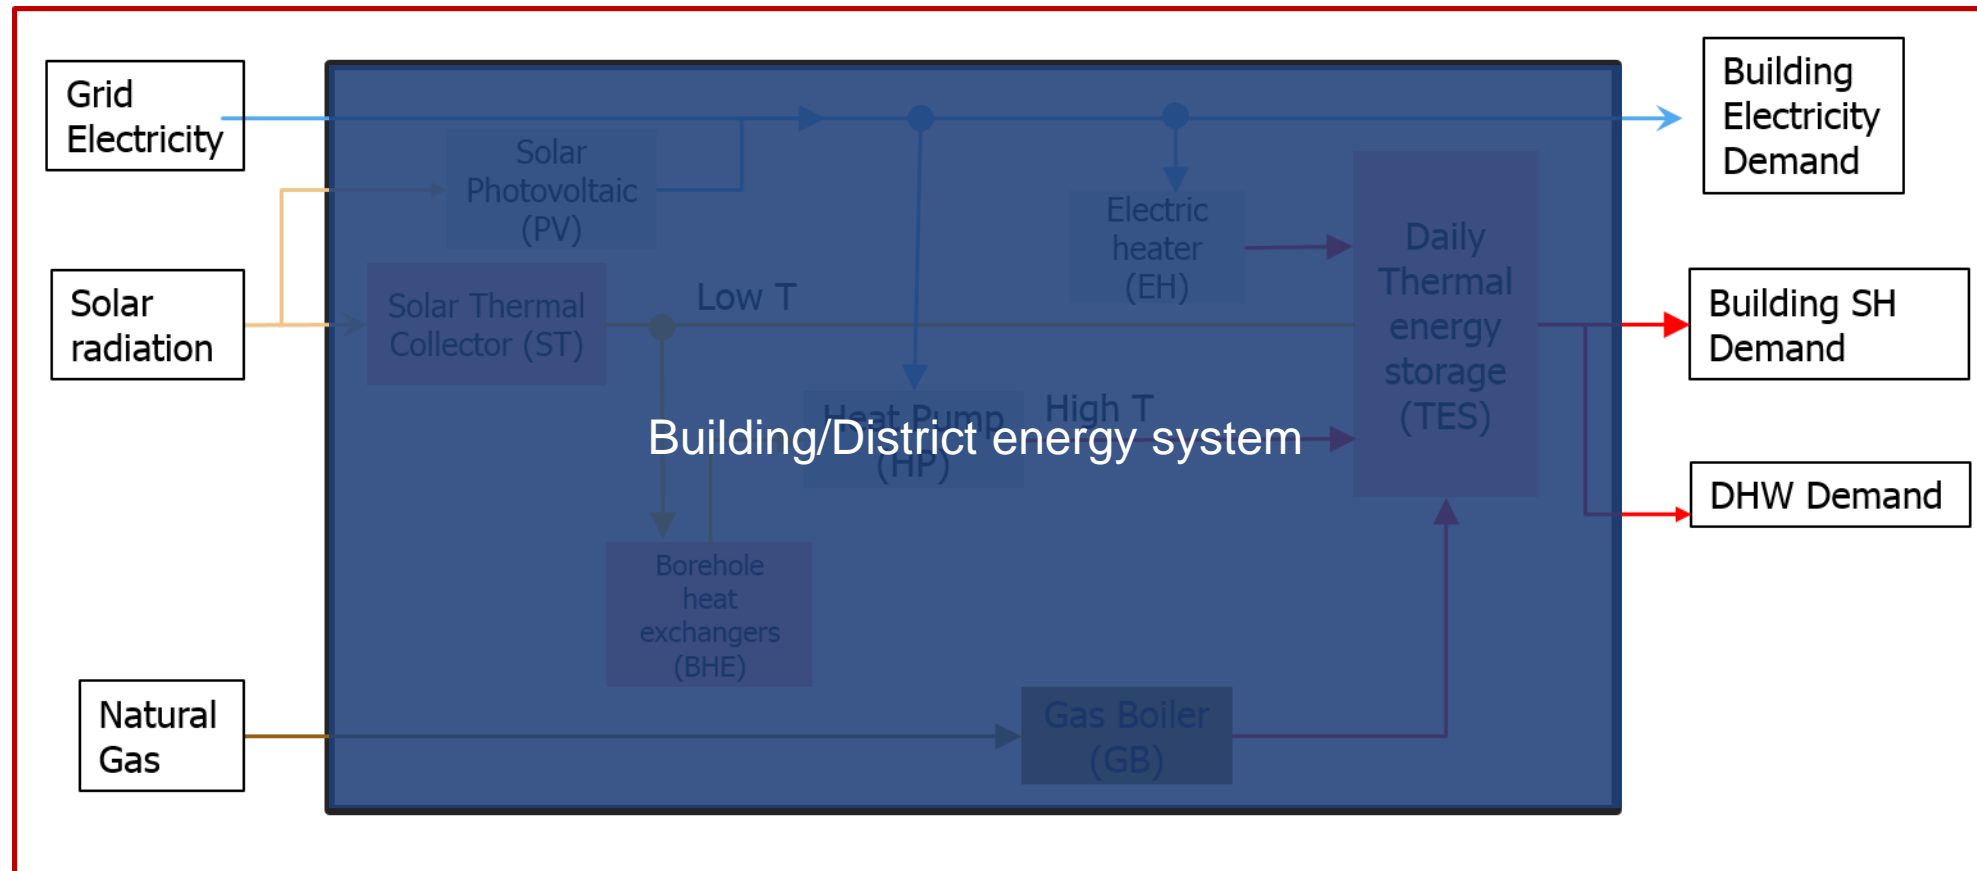 Grid
Electricity
Solar
radiation
Natural
Gas
Solar
Photovoltaic
(PV)
Solar Thermal
Collector (ST)
Low T
Borehole
heat
exchangers
(BHE)
Heat Pump
(HP)
High T
Building/District energy system
Electric
heater
(EH)
Gas Boiler
(GB)
Daily
Thermal
energy
storage
(TES)
Building
Electricity
Demand
Building SH
Demand
DHW Demand